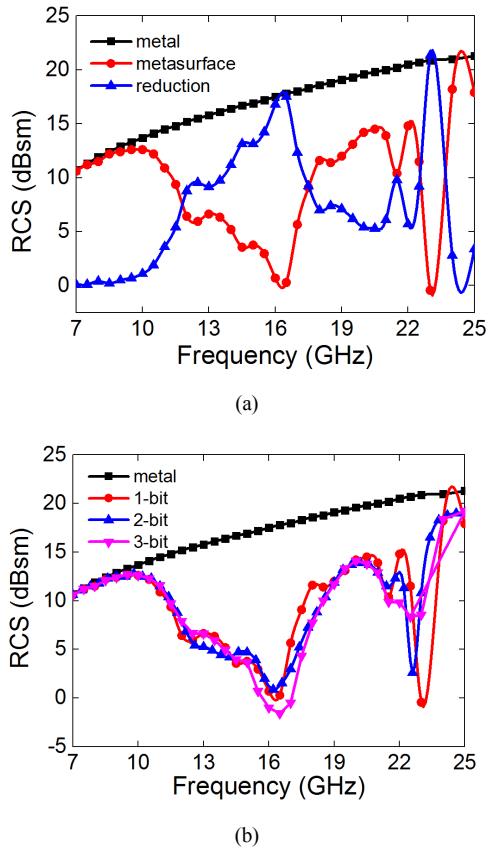 (a)
25
20
15
10
5
0
RCS (dBsm)
metal
metasurface
reduction
7 10 13 16 19 22 25
Frequency (GHz)
(a)
25
20
15
10
5
0
-5
RCS (dBsm)
metal
1-bit
2-bit
3-bit
7 10 13 16 19 22 25
Frequency (GHz)
(b)